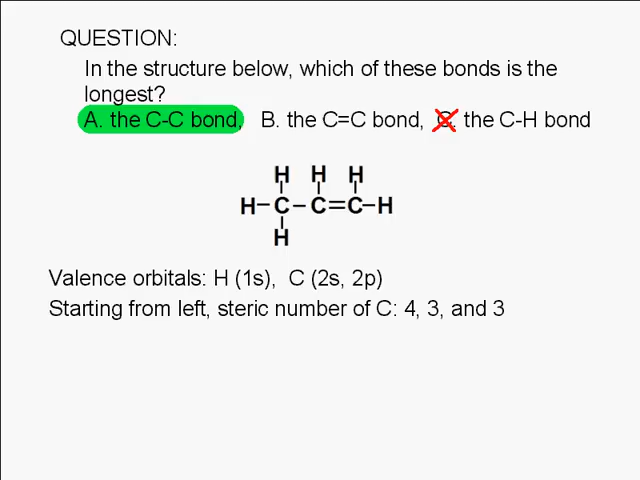 QUESTION:
In the structure below, which of these bonds is the
longest?
A. the C-C bond, B. the C=C bond, C. the C-H bond
H H H
H-C-C=C-H
H
Valence orbitals: H (1s), C (2s, 2p)
Starting from left, steric number of C: 4, 3, and 3